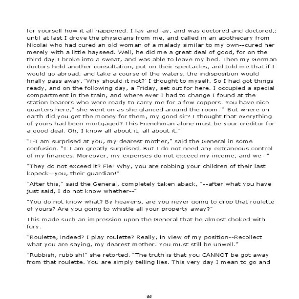 for yourself how it all happened. I lay and lay, and was doctored and doctored;
until at last I drove the physicians from me, and called in an apothecary from
Nicolai who had cured an old woman of a malady similar to my own--cured her
merely with a little hayseed. Well, he did me a great deal of good, for on the
third day I broke into a sweat, and was able to leave my bed. Then my German
doctors held another consultation, put on their spectacles, and told me that if I
would go abroad, and take a course of the waters, the indisposition would
finally pass away. 'Why should it not?' I thought to myself. So I had got things
ready, and on the following day, a Friday, set out for here. I occupied a special
compartment in the train, and where ever I had to change I found at the
station bearers who were ready to carry me for a few coppers. You have nice
quarters here," she went on as she glanced around the room. " But where on
earth did you get the money for them, my good sir? I thought that everything
of yours had been mortgaged? This Frenchman alone must be your creditor for
a good deal. Oh, I know all about it, all about it."
"I-I am surprised at you, my dearest mother," said the General in some
confusion. "I-I am greatly surprised. But I do not need any extraneous control
of my finances. Moreover, my expenses do not exceed my income, and we--"
"They do not exceed it? Fie! Why, you are robbing your children of their last
kopeck--you, their guardian!"
"After this," said the General, completely taken aback, "--after what you have
just said, I do not know whether--"
"You do not know what? By heavens, are you never going to drop that roulette
of yours? Are you going to whistle all your property away?"
This made such an impression upon the General that he almost choked with
fury.
"Roulette, indeed? I play roulette? Really, in view of my position--Recollect
what you are saying, my dearest mother. You must still be unwell."
"Rubbish, rubbish!" she retorted. "The truth is that you CANNOT be got away
from that roulette. You are simply telling lies. This very day I mean to go and